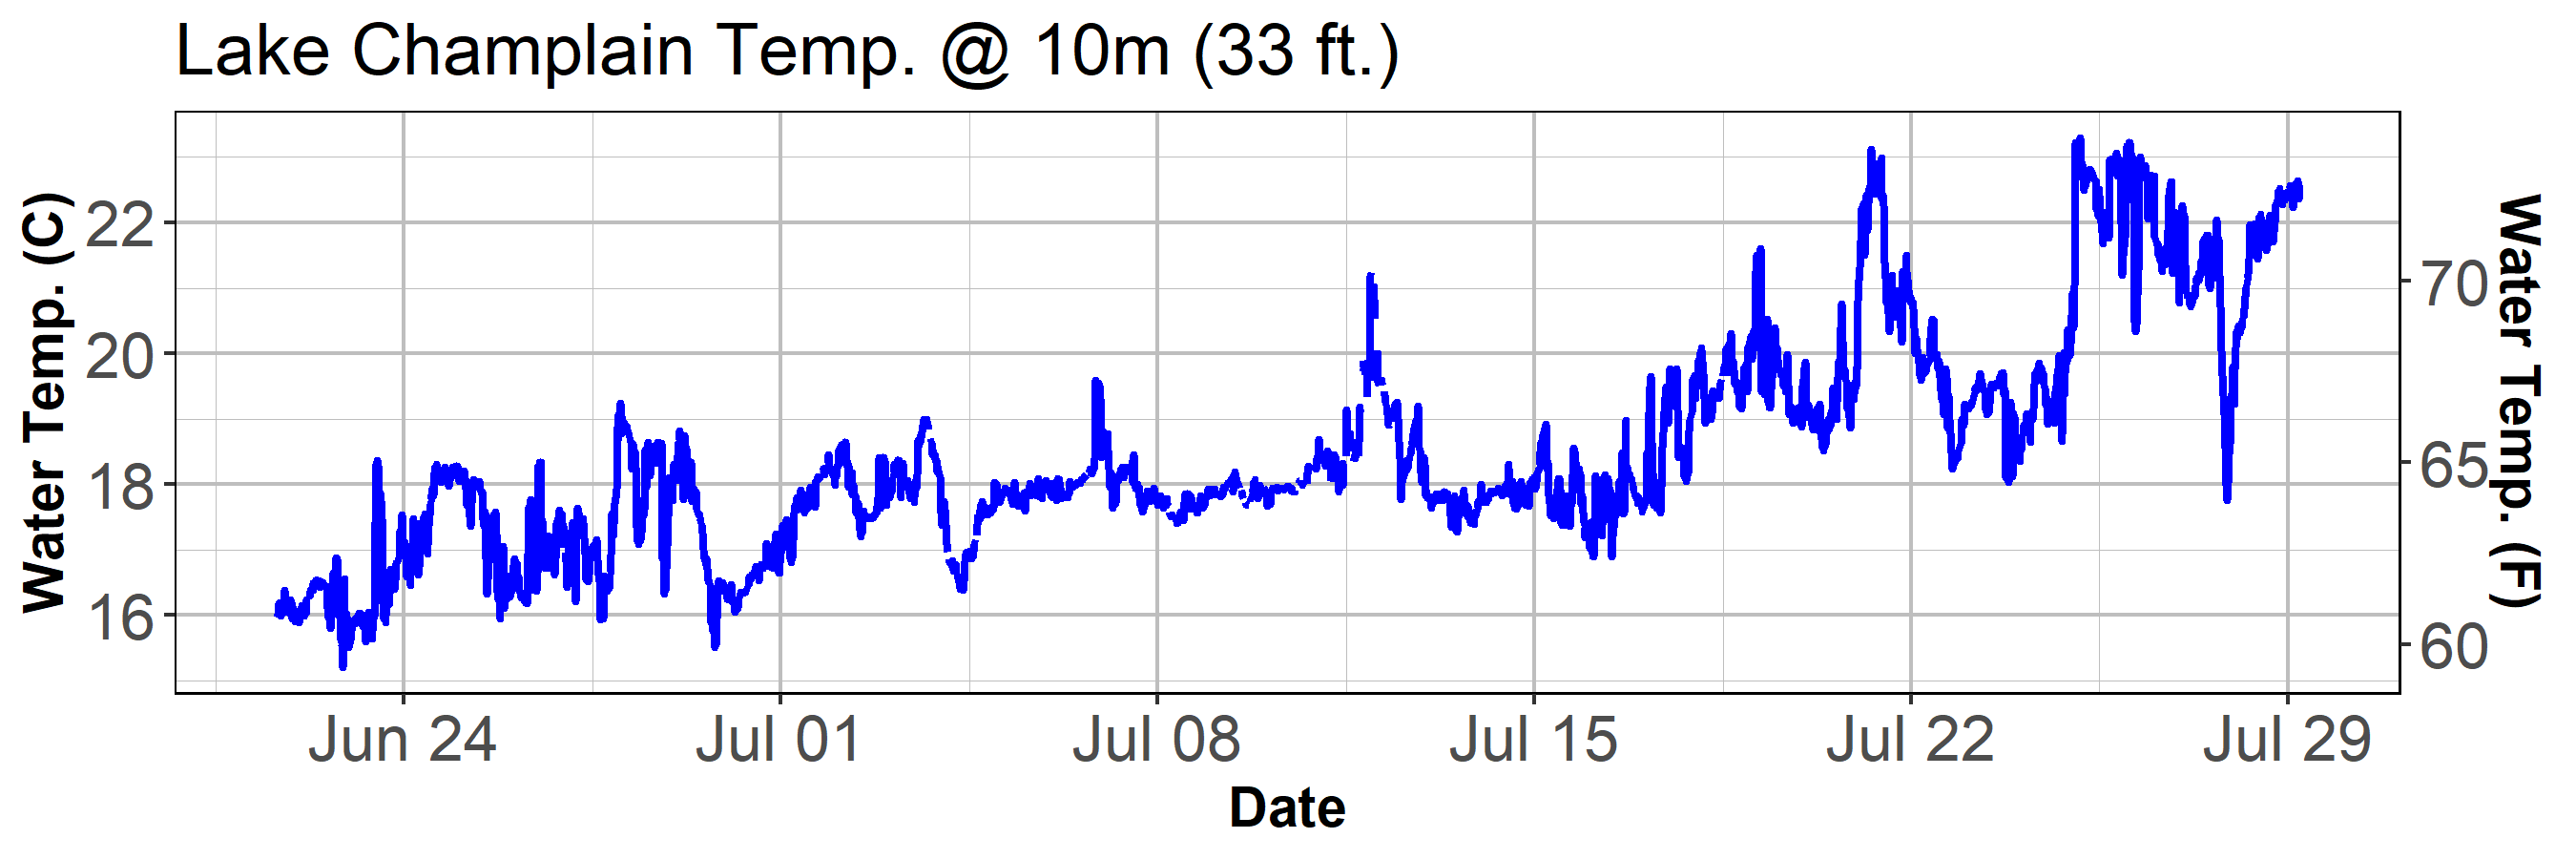 Lake Champlain Temp. @ 10m (33 ft.)
Water Temp. (C)
22
20
18
16
70
65
60
Water Temp. (F)
Jun 24 Jul 01 Jul 08 Jul 15 Jul 22 Jul 29
Date